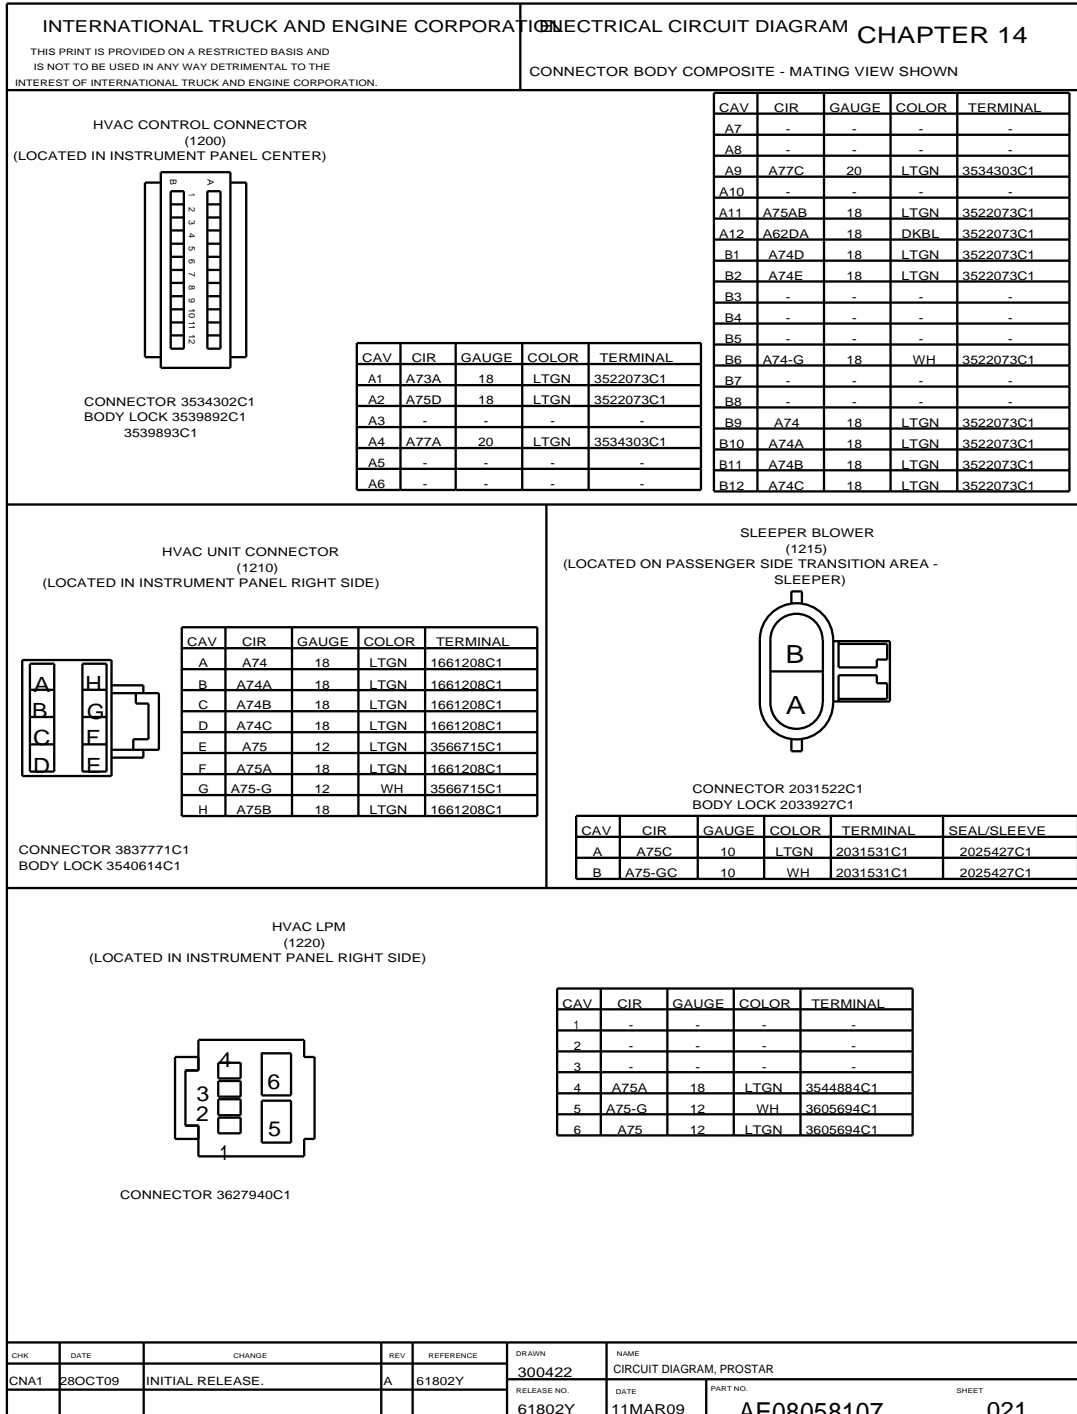 INTERNATIONAL TRUCK AND ENGINE CORPORATION
THIS PRINT IS PROVIDED ON A RESTRICTED BASIS AND
IS NOT TO BE USED IN ANY WAY DETRIMENTAL TO THE
INTEREST OF INTERNATIONAL TRUCK AND ENGINE CORPORATION.
ELECTRICAL CIRCUIT DIAGRAM CHAPTER 14
CONNECTOR BODY COMPOSITE - MATING VIEW SHOWN
HVAC CONTROL CONNECTOR
(1200)
(LOCATED IN INSTRUMENT PANEL CENTER)
B A
1
2
3
4
5
6
7
8
9
10
11
12
CONNECTOR 3534302C1
BODY LOCK 3539892C1
3539893C1
CAV CIR GAUGE COLOR TERMINAL
A1 A73A 18 LTGN 3522073C1
A2 A75D 18 LTGN 3522073C1
A3 - - - -
A4 A77A 20 LTGN 3534303C1
A5 - - - -
A6 - - - -
CAV CIR GAUGE COLOR TERMINAL
A7 - - - -
A8 - - - -
A9 A77C 20 LTGN 3534303C1
A10 - - - -
A11 A75AB 18 LTGN 3522073C1
A12 A62DA 18 DKBL 3522073C1
B1 A74D 18 LTGN 3522073C1
B2 A74E 18 LTGN 3522073C1
B3 - - - -
B4 - - - -
B5 - - - -
B6 A74-G 18 WH 3522073C1
B7 - - - -
B8 - - - -
B9 A74 18 LTGN 3522073C1
B10 A74A 18 LTGN 3522073C1
B11 A74B 18 LTGN 3522073C1
B12 A74C 18 LTGN 3522073C1
HVAC UNIT CONNECTOR
(1210)
(LOCATED IN INSTRUMENT PANEL RIGHT SIDE)
A H
B G
C F
D E
CONNECTOR 3837771C1
BODY LOCK 3540614C1
CAV CIR GAUGE COLOR TERMINAL
A A74 18 LTGN 1661208C1
B A74A 18 LTGN 1661208C1
C A74B 18 LTGN 1661208C1
D A74C 18 LTGN 1661208C1
E A75 12 LTGN 3566715C1
F A75A 18 LTGN 1661208C1
G A75-G 12 WH 3566715C1
H A75B 18 LTGN 1661208C1
SLEEPER BLOWER
(1215)
(LOCATED ON PASSENGER SIDE TRANSITION AREA -
SLEEPER)
B
A
CONNECTOR 2031522C1
BODY LOCK 2033927C1
CAV CIR GAUGE COLOR TERMINAL SEAL/SLEEVE
A A75C 10 LTGN 2031531C1 2025427C1
B A75-GC 10 WH 2031531C1 2025427C1
HVAC LPM
(1220)
(LOCATED IN INSTRUMENT PANEL RIGHT SIDE)
4
3
2
1
6
5
CONNECTOR 3627940C1
CAV CIR GAUGE COLOR TERMINAL
1 - - - -
2 - - - -
3 - - - -
4 A75A 18 LTGN 3544884C1
5 A75-G 12 WH 3605694C1
6 A75 12 LTGN 3605694C1
CHK DATE CHANGE REV REFERENCE
CNA1 28OCT09 INITIAL RELEASE. A 61802Y
DRAWN
300422
NAME
CIRCUIT DIAGRAM, PROSTAR
RELEASE NO.
61802Y
DATE
11MAR09
PART NO.
AE08058107
SHEET
021